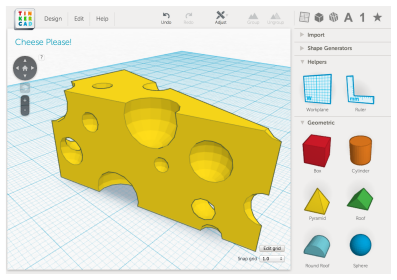 TIN
KER
CAD
Design Edit Help
Undo Redo Adjust Group Ungroup
A 1
Cheese Please!
?
Import
Shape Generators
Helpers
Workplane Ruler
Geometric
Box Cylinder
Pyramid Roof
Round Roof Sphere
Edit grid
Snap grid 1.0